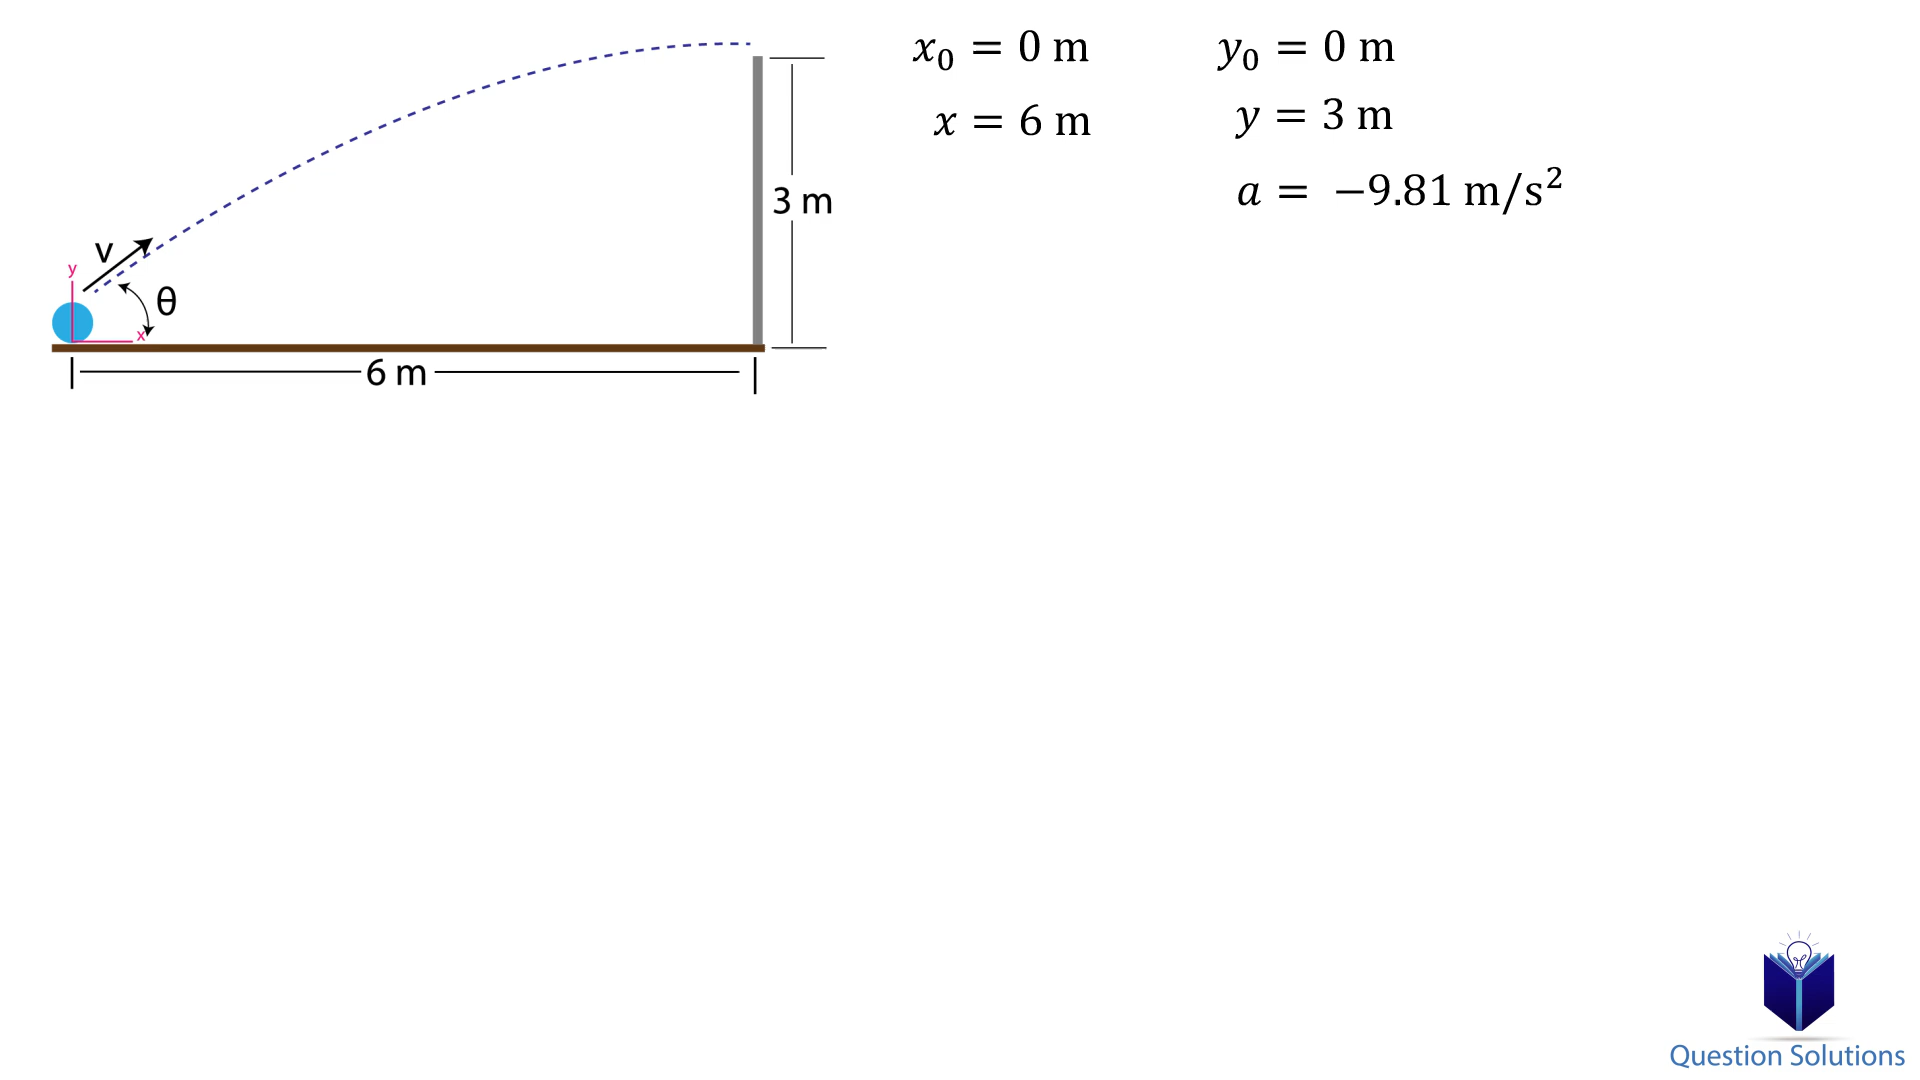 x₀ = 0 m
y₀ = 0 m
x = 6 m
y = 3 m
a = −9.81 m/s²
3 m
v
y
θ
x
6 m
Question Solutions